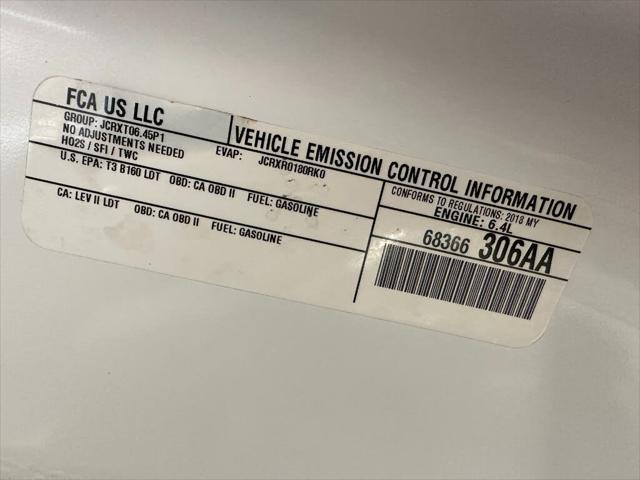 FCA US LLC
GROUP: JCRXT06.45P1
NO ADJUSTMENTS NEEDED
HO2S / SFI / TWC
EVAP: JCRXR0180RK0
U.S. EPA: T3 B160 LDT OBD: CA OBD II FUEL: GASOLINE
CA: LEV II LDT OBD: CA OBD II FUEL: GASOLINE
VEHICLE EMISSION CONTROL INFORMATION
CONFORMS TO REGULATIONS: 2018 MY
ENGINE: 6.4L
68366 306AA